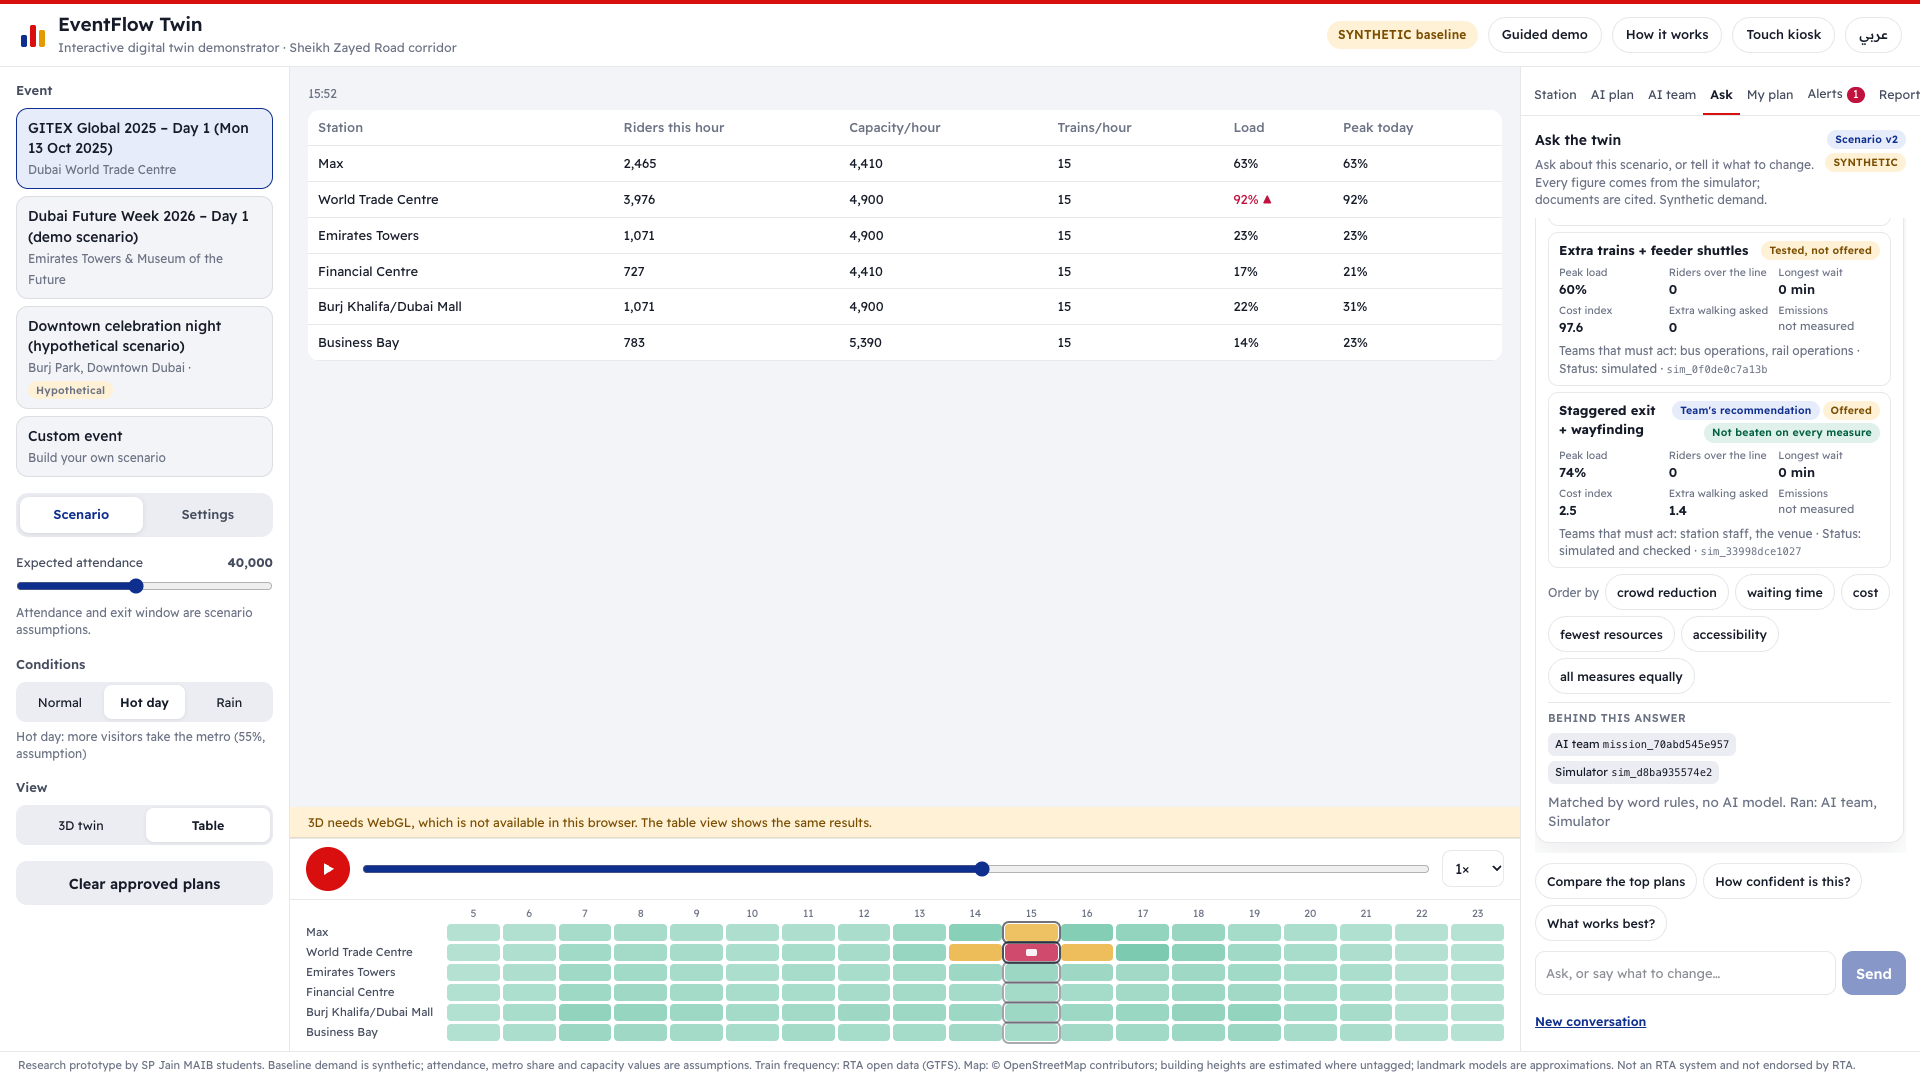 EventFlow Twin
Interactive digital twin demonstrator · Sheikh Zayed Road corridor
SYNTHETIC baseline
Guided demo
How it works
Touch kiosk
عربي
Event
GITEX Global 2025 – Day 1 (Mon
13 Oct 2025)
Dubai World Trade Centre
Dubai Future Week 2026 – Day 1
(demo scenario)
Emirates Towers & Museum of the
Future
Downtown celebration night
(hypothetical scenario)
Burj Park, Downtown Dubai ·
Hypothetical
Custom event
Build your own scenario
Scenario
Settings
Expected attendance 40,000
Attendance and exit window are scenario
assumptions.
Conditions
Normal
Hot day
Rain
Hot day: more visitors take the metro (55%,
assumption)
View
3D twin
Table
Clear approved plans
15:52
Station Riders this hour Capacity/hour Trains/hour Load Peak today
Max 2,465 4,410 15 63% 63%
World Trade Centre 3,976 4,900 15 92% ▲ 92%
Emirates Towers 1,071 4,900 15 23% 23%
Financial Centre 727 4,410 15 17% 21%
Burj Khalifa/Dubai Mall 1,071 4,900 15 22% 31%
Business Bay 783 5,390 15 14% 23%
3D needs WebGL, which is not available in this browser. The table view shows the same results.
1×
5 6 7 8 9 10 11 12 13 14 15 16 17 18 19 20 21 22 23
Max
World Trade Centre
Emirates Towers
Financial Centre
Burj Khalifa/Dubai Mall
Business Bay
Station AI plan AI team Ask My plan Alerts 1 Report
Ask the twin
Scenario v2
SYNTHETIC
Ask about this scenario, or tell it what to change.
Every figure comes from the simulator;
documents are cited. Synthetic demand.
Extra trains + feeder shuttles
Tested, not offered
Peak load Riders over the line Longest wait
60% 0 0 min
Cost index Extra walking asked Emissions
97.6 0 not measured
Teams that must act: bus operations, rail operations ·
Status: simulated · sim_0f0de0c7a13b
Staggered exit
+ wayfinding
Team's recommendation
Offered
Not beaten on every measure
Peak load Riders over the line Longest wait
74% 0 0 min
Cost index Extra walking asked Emissions
2.5 1.4 not measured
Teams that must act: station staff, the venue · Status:
simulated and checked · sim_33998dce1027
Order by
crowd reduction
waiting time
cost
fewest resources
accessibility
all measures equally
BEHIND THIS ANSWER
AI team mission_70abd545e957
Simulator sim_d8ba935574e2
Matched by word rules, no AI model. Ran: AI team,
Simulator
Compare the top plans
How confident is this?
What works best?
Ask, or say what to change…
Send
New conversation
Research prototype by SP Jain MAIB students. Baseline demand is synthetic; attendance, metro share and capacity values are assumptions. Train frequency: RTA open data (GTFS). Map: © OpenStreetMap contributors; building heights are estimated where untagged; landmark models are approximations. Not an RTA system and not endorsed by RTA.